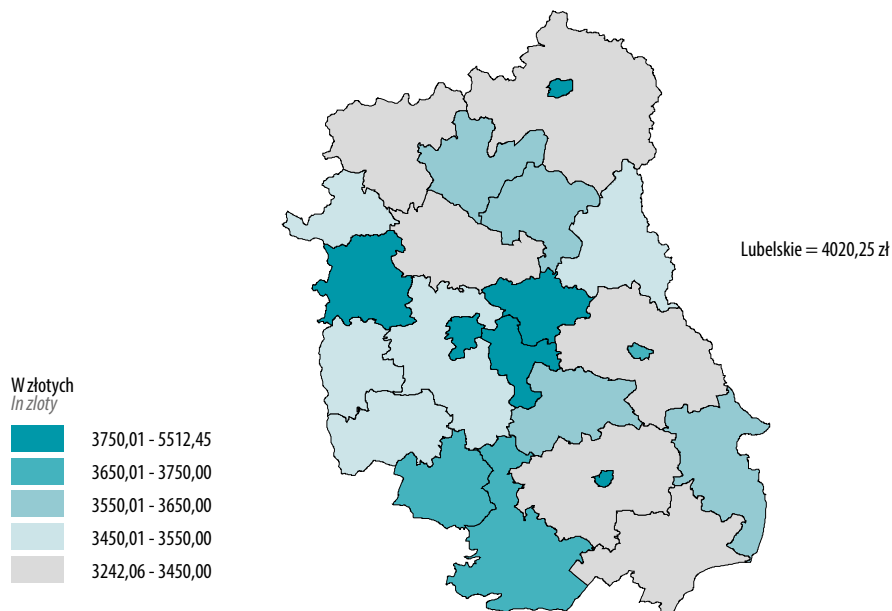 Lubelskie = 4020,25 zł
W złotych
In zloty
3750,01 - 5512,45
3650,01 - 3750,00
3550,01 - 3650,00
3450,01 - 3550,00
3242,06 - 3450,00